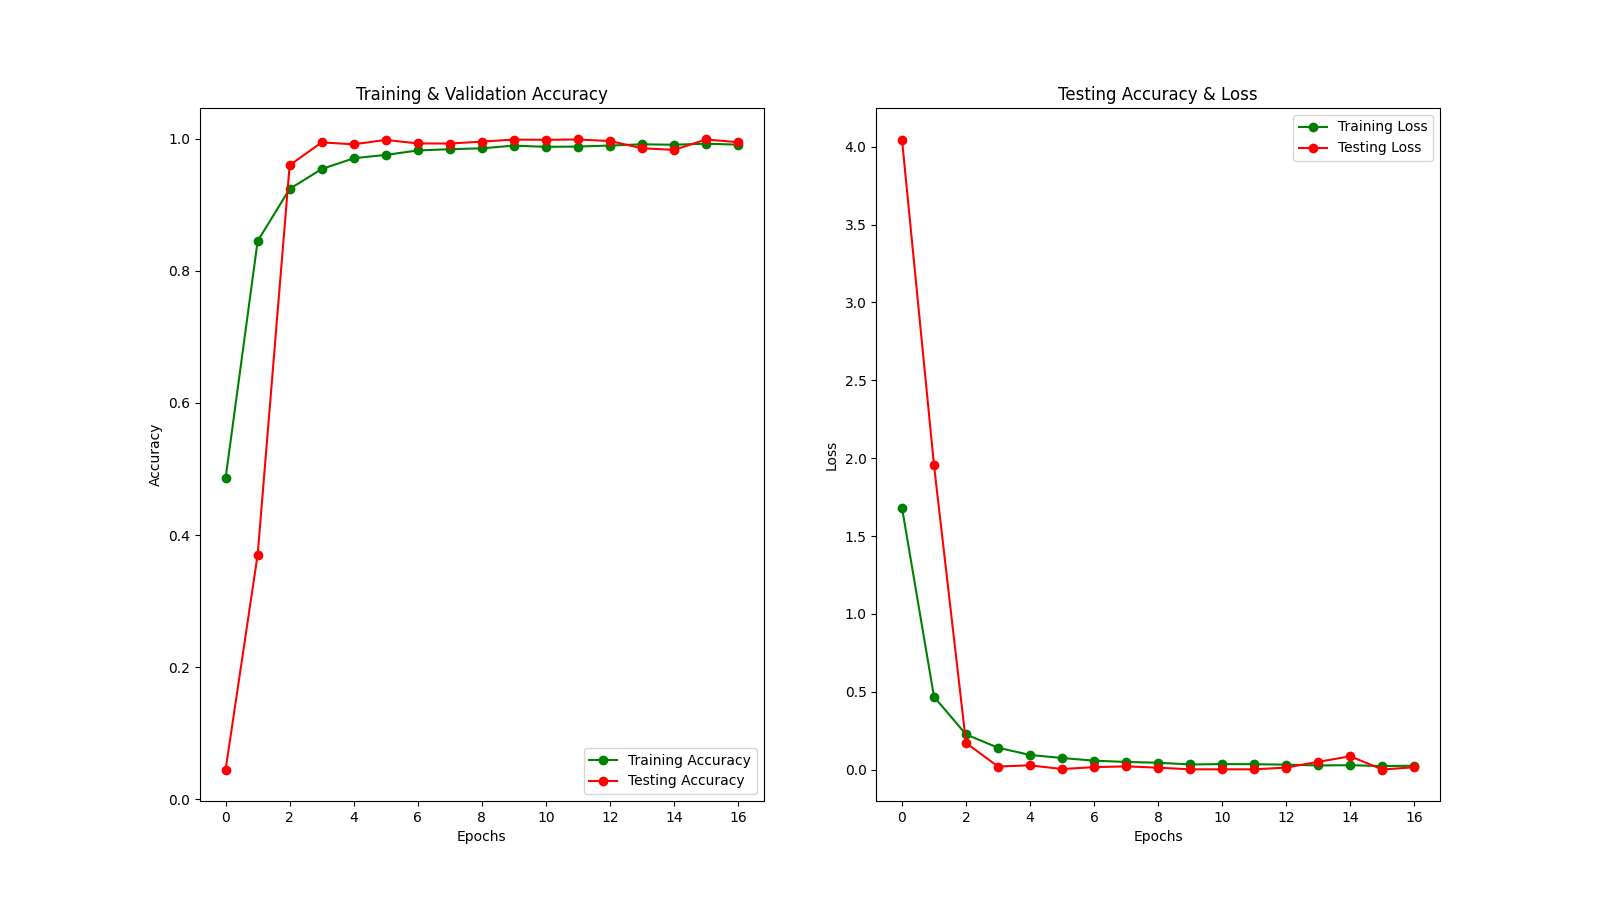 Training & Validation Accuracy
1.0
0.8
0.6
0.4
0.2
0.0
Accuracy
0 2 4 6 8 10 12 14 16
Epochs
Training Accuracy
Testing Accuracy
Testing Accuracy & Loss
4.0
3.5
3.0
2.5
2.0
1.5
1.0
0.5
0.0
Loss
0 2 4 6 8 10 12 14 16
Epochs
Training Loss
Testing Loss